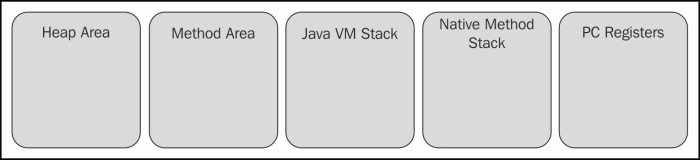 Heap Area
Method Area
Java VM Stack
Native Method
Stack
PC Registers